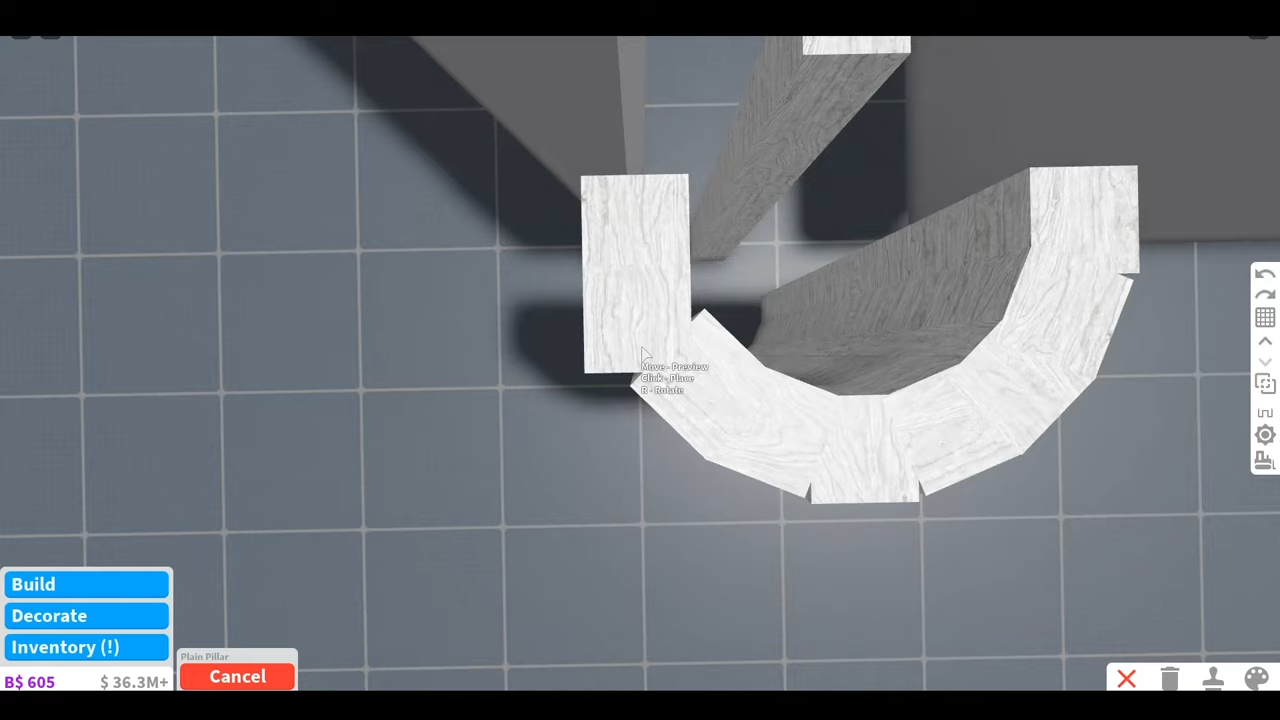 Move - Preview
Click - Place
R - Rotate
Build
Decorate
Inventory (!)
Plain Pillar
Cancel
B$ 605
$ 36.3M+